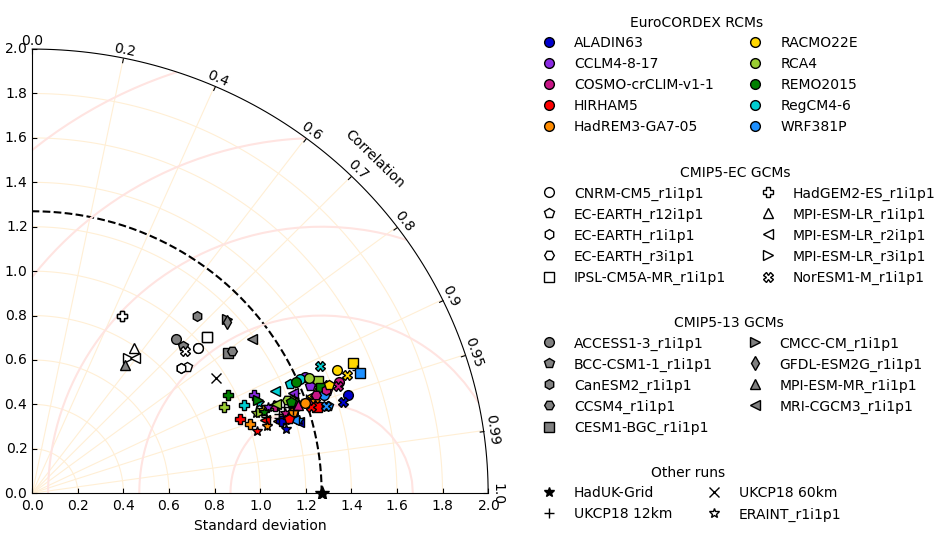 EuroCORDEX RCMs
ALADIN63
CCLM4-8-17
COSMO-crCLIM-v1-1
HIRHAM5
HadREM3-GA7-05
RACMO22E
RCA4
REMO2015
RegCM4-6
WRF381P
CMIP5-EC GCMs
CNRM-CM5_r1i1p1
EC-EARTH_r12i1p1
EC-EARTH_r1i1p1
EC-EARTH_r3i1p1
IPSL-CM5A-MR_r1i1p1
HadGEM2-ES_r1i1p1
MPI-ESM-LR_r1i1p1
MPI-ESM-LR_r2i1p1
MPI-ESM-LR_r3i1p1
NorESM1-M_r1i1p1
CMIP5-13 GCMs
ACCESS1-3_r1i1p1
BCC-CSM1-1_r1i1p1
CanESM2_r1i1p1
CCSM4_r1i1p1
CESM1-BGC_r1i1p1
CMCC-CM_r1i1p1
GFDL-ESM2G_r1i1p1
MPI-ESM-MR_r1i1p1
MRI-CGCM3_r1i1p1
Other runs
HadUK-Grid
UKCP18 12km
UKCP18 60km
ERAINT_r1i1p1
0.0
0.2
0.4
0.6
Correlation
0.7
0.8
0.9
0.95
0.99
1.0
2.0
1.8
1.6
1.4
1.2
1.0
0.8
0.6
0.4
0.2
0.0
0.0 0.2 0.4 0.6 0.8 1.0 1.2 1.4 1.6 1.8 2.0
Standard deviation